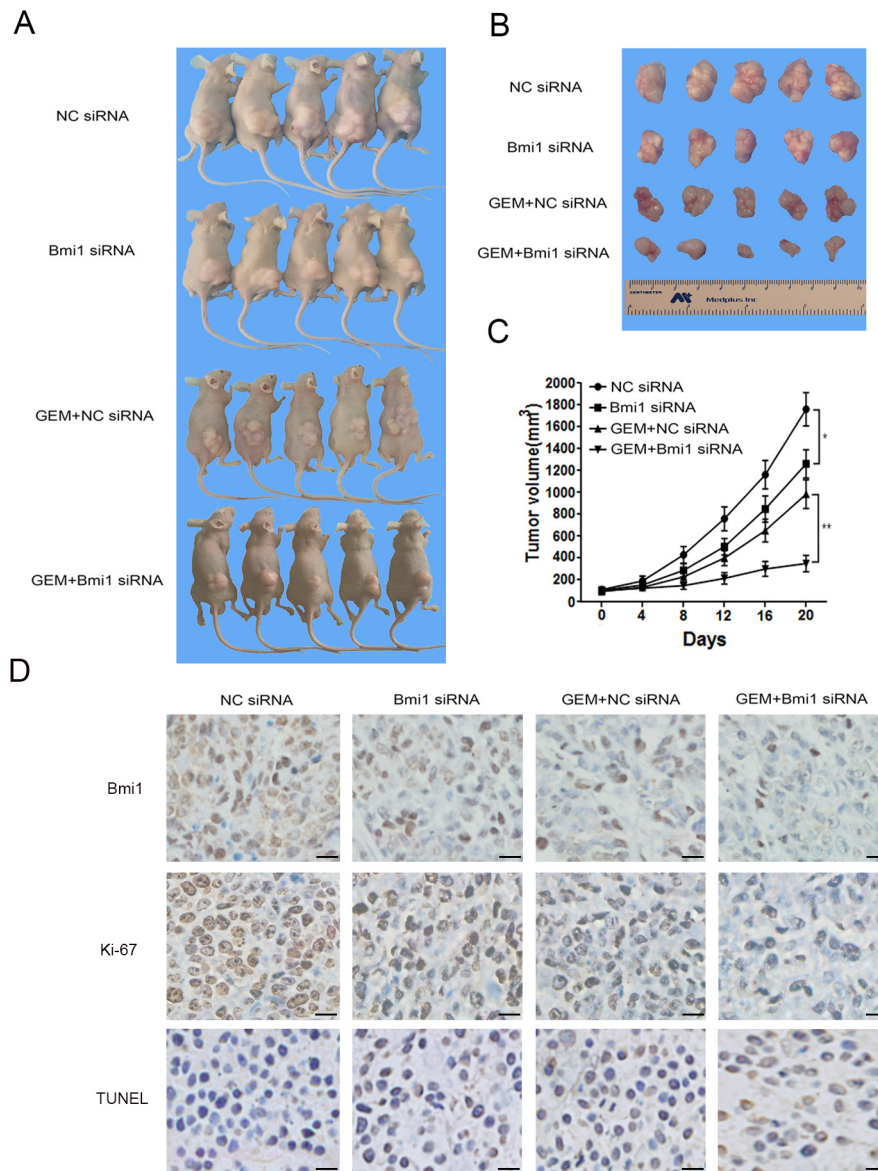 A
NC siRNA
Bmi1 siRNA
GEM+NC siRNA
GEM+Bmi1 siRNA
B
NC siRNA
Bmi1 siRNA
GEM+NC siRNA
GEM+Bmi1 siRNA
CENTIMETER
Medplus Inc
C
Tumor volume(mm3)
2000
1800
1600
1400
1200
1000
800
600
400
200
0
NC siRNA
Bmi1 siRNA
GEM+NC siRNA
GEM+Bmi1 siRNA
*
**
0 4 8 12 16 20
Days
D
NC siRNA Bmi1 siRNA GEM+NC siRNA GEM+Bmi1 siRNA
Bmi1
Ki-67
TUNEL